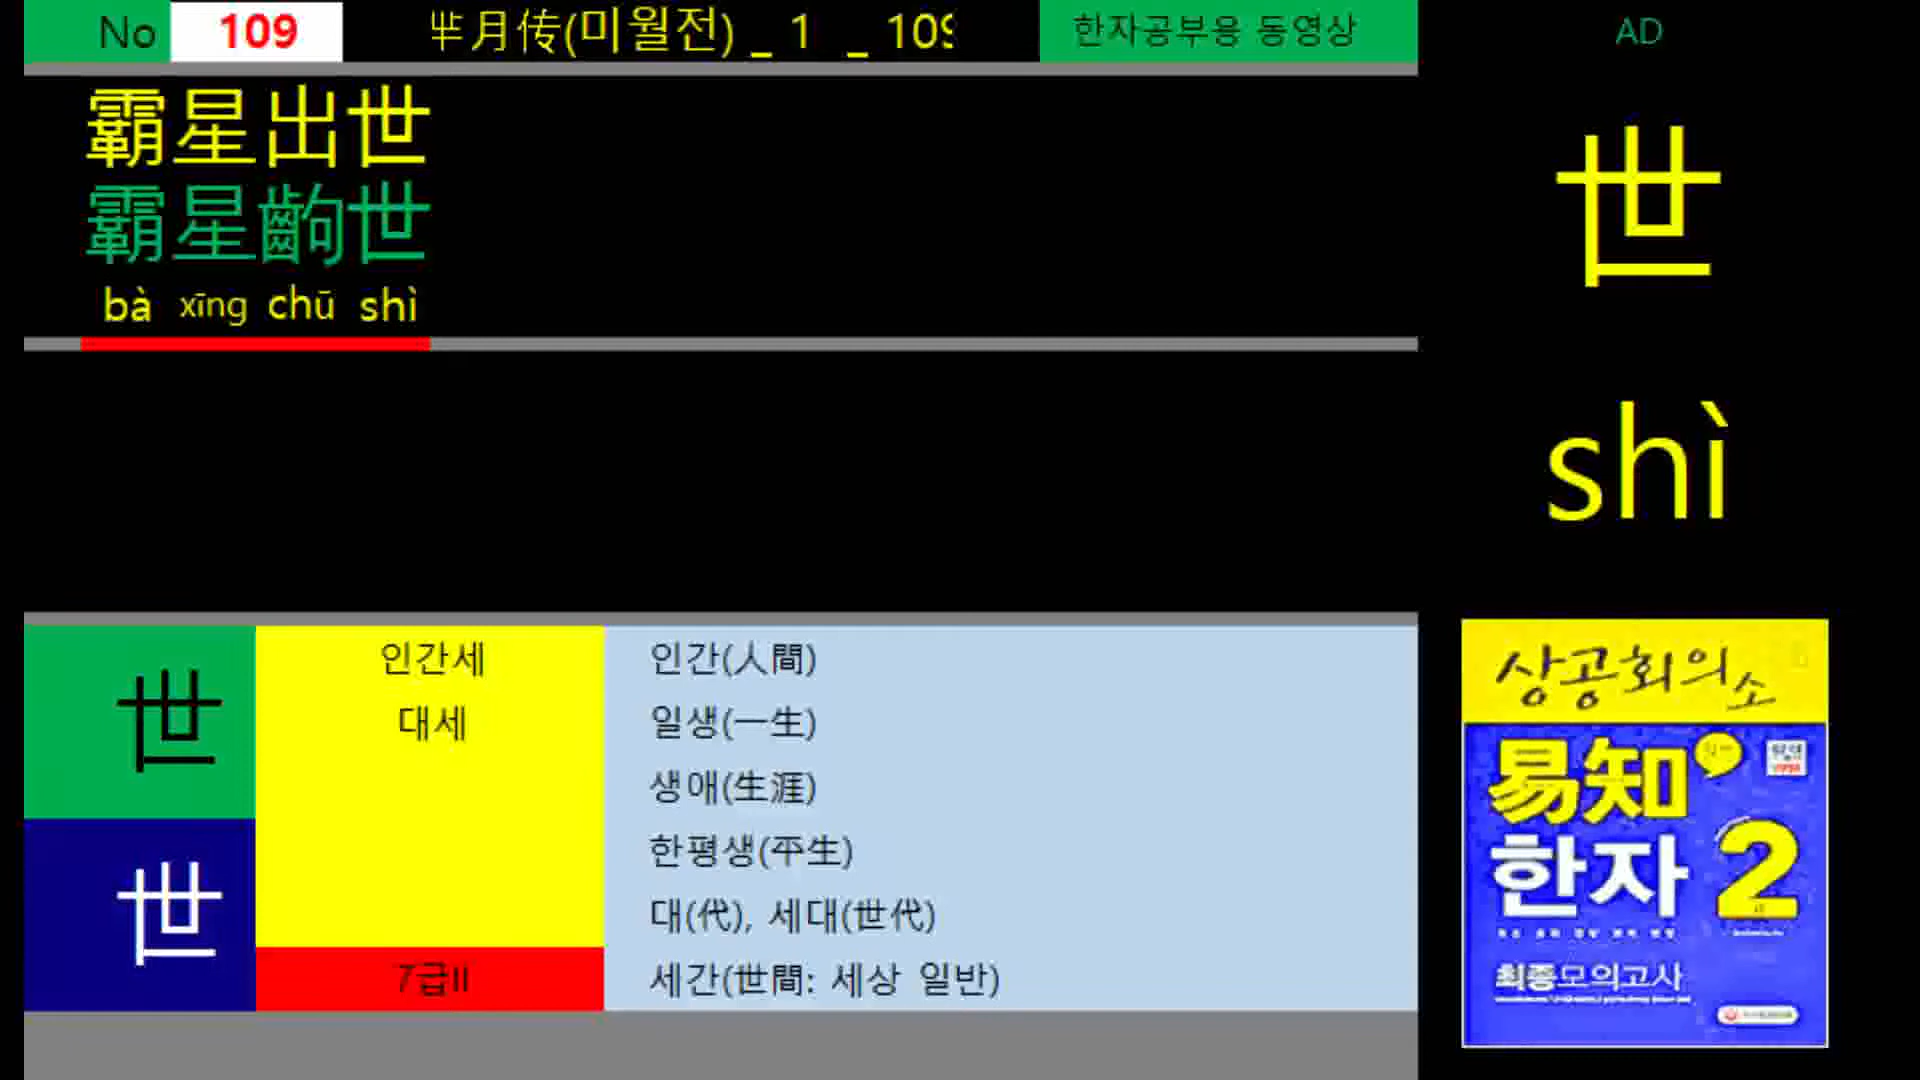 No 109 芈月传(미월전) _ 1 _ 109 한자공부용 동영상 AD
霸星出世
霸星齣世
bà xīng chū shì
世
shì
世 인간세 인간(人間)
대세 일생(一生)
생애(生涯)
한평생(平生)
世 대(代), 세대(世代)
7급II 세간(世間: 세상 일반)
상공회의소
易知
한자 2
최종모의고사